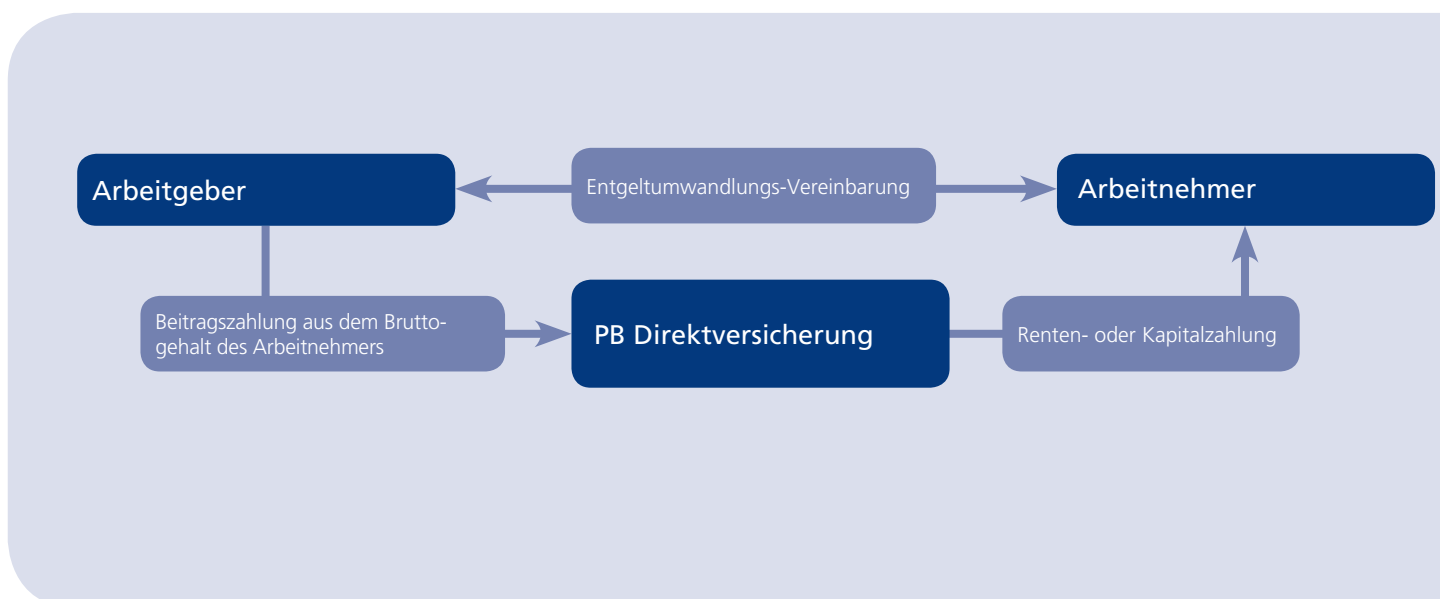 Arbeitgeber
Entgeltumwandlungs-Vereinbarung
Arbeitnehmer
Beitragszahlung aus dem Brutto-
gehalt des Arbeitnehmers
PB Direktversicherung
Renten- oder Kapitalzahlung